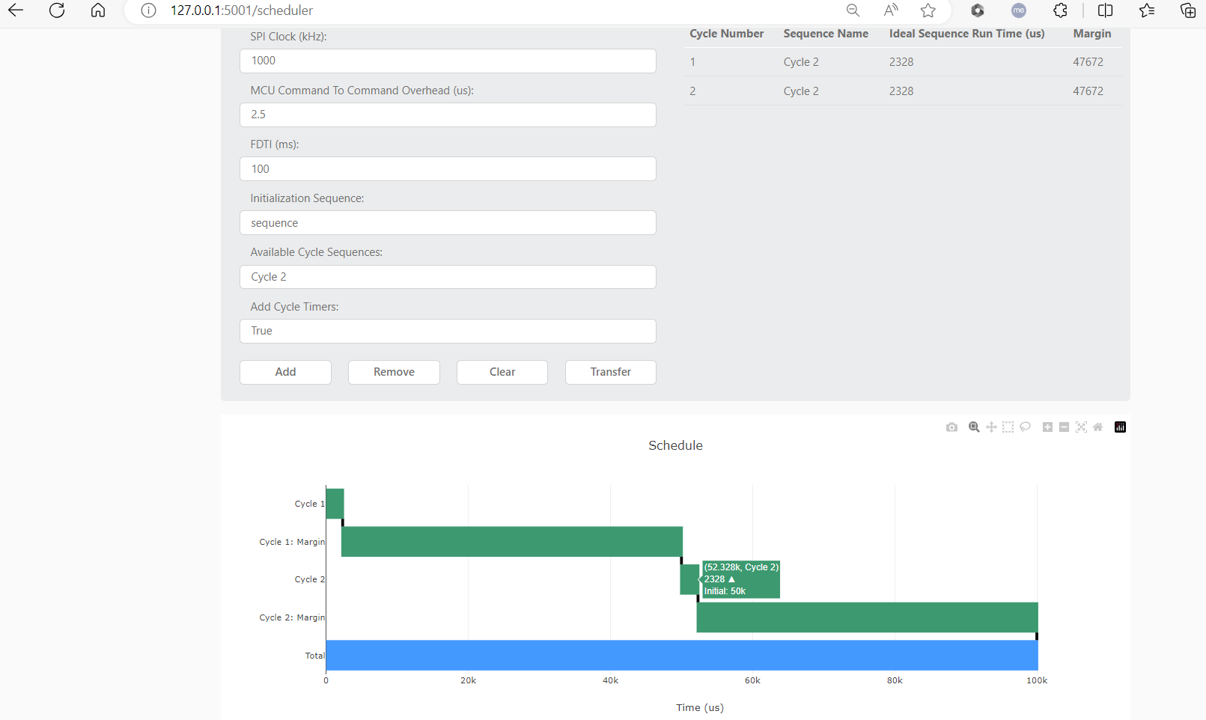 127.0.0.1:5001/scheduler
SPI Clock (kHz):
1000
MCU Command To Command Overhead (us):
2.5
FDTI (ms):
100
Initialization Sequence:
sequence
Available Cycle Sequences:
Cycle 2
Add Cycle Timers:
True
Add Remove Clear Transfer
Cycle Number Sequence Name Ideal Sequence Run Time (us) Margin
1 Cycle 2 2328 47672
2 Cycle 2 2328 47672
Schedule
Cycle 1
Cycle 1: Margin
Cycle 2
(52.328k, Cycle 2)
2328 ▲
Initial: 50k
Cycle 2: Margin
Total
0 20k 40k 60k 80k 100k
Time (us)